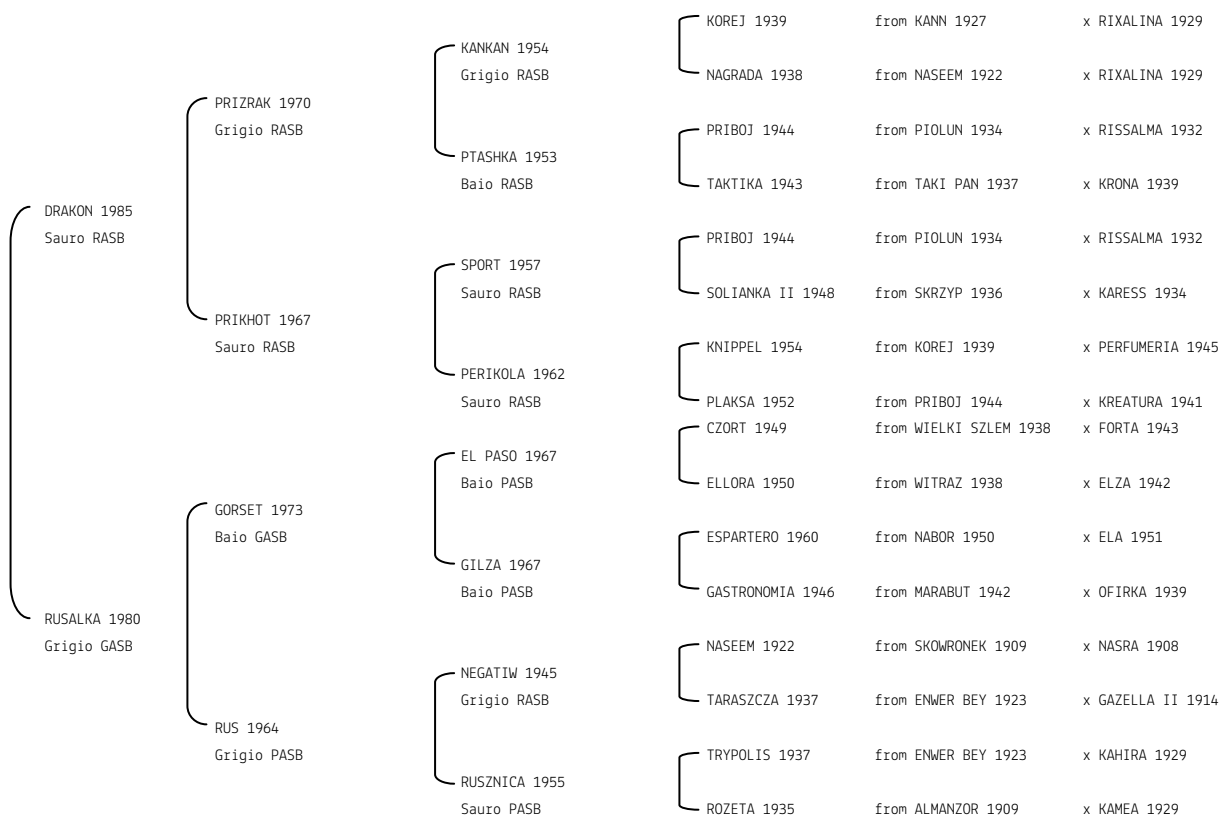 KOREJ 1939 from KANN 1927 x RIXALINA 1929
KANKAN 1954
Grigio RASB
NAGRADA 1938 from NASEEM 1922 x RIXALINA 1929
PRIZRAK 1970
Grigio RASB
PRIBOJ 1944 from PIOLUN 1934 x RISSALMA 1932
PTASHKA 1953
Baio RASB
TAKTIKA 1943 from TAKI PAN 1937 x KRONA 1939
DRAKON 1985
Sauro RASB
PRIBOJ 1944 from PIOLUN 1934 x RISSALMA 1932
SPORT 1957
Sauro RASB
SOLIANKA II 1948 from SKRZYP 1936 x KARESS 1934
PRIKHOT 1967
Sauro RASB
KNIPPEL 1954 from KOREJ 1939 x PERFUMERIA 1945
PERIKOLA 1962
Sauro RASB
PLAKSA 1952 from PRIBOJ 1944 x KREATURA 1941
CZORT 1949 from WIELKI SZLEM 1938 x FORTA 1943
EL PASO 1967
Baio PASB
ELLORA 1950 from WITRAZ 1938 x ELZA 1942
GORSET 1973
Baio GASB
ESPARTERO 1960 from NABOR 1950 x ELA 1951
GILZA 1967
Baio PASB
GASTRONOMIA 1946 from MARABUT 1942 x OFIRKA 1939
RUSALKA 1980
Grigio GASB
NASEEM 1922 from SKOWRONEK 1909 x NASRA 1908
NEGATIW 1945
Grigio RASB
TARASZCZA 1937 from ENWER BEY 1923 x GAZELLA II 1914
RUS 1964
Grigio PASB
TRYPOLIS 1937 from ENWER BEY 1923 x KAHIRA 1929
RUSZNICA 1955
Sauro PASB
ROZETA 1935 from ALMANZOR 1909 x KAMEA 1929